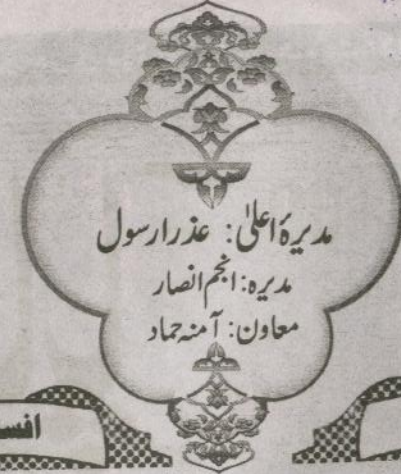 مدیرۂ اعلیٰ: عذرا رسول
مدیرہ: انجم انصار
معاون: آمنہ حماد